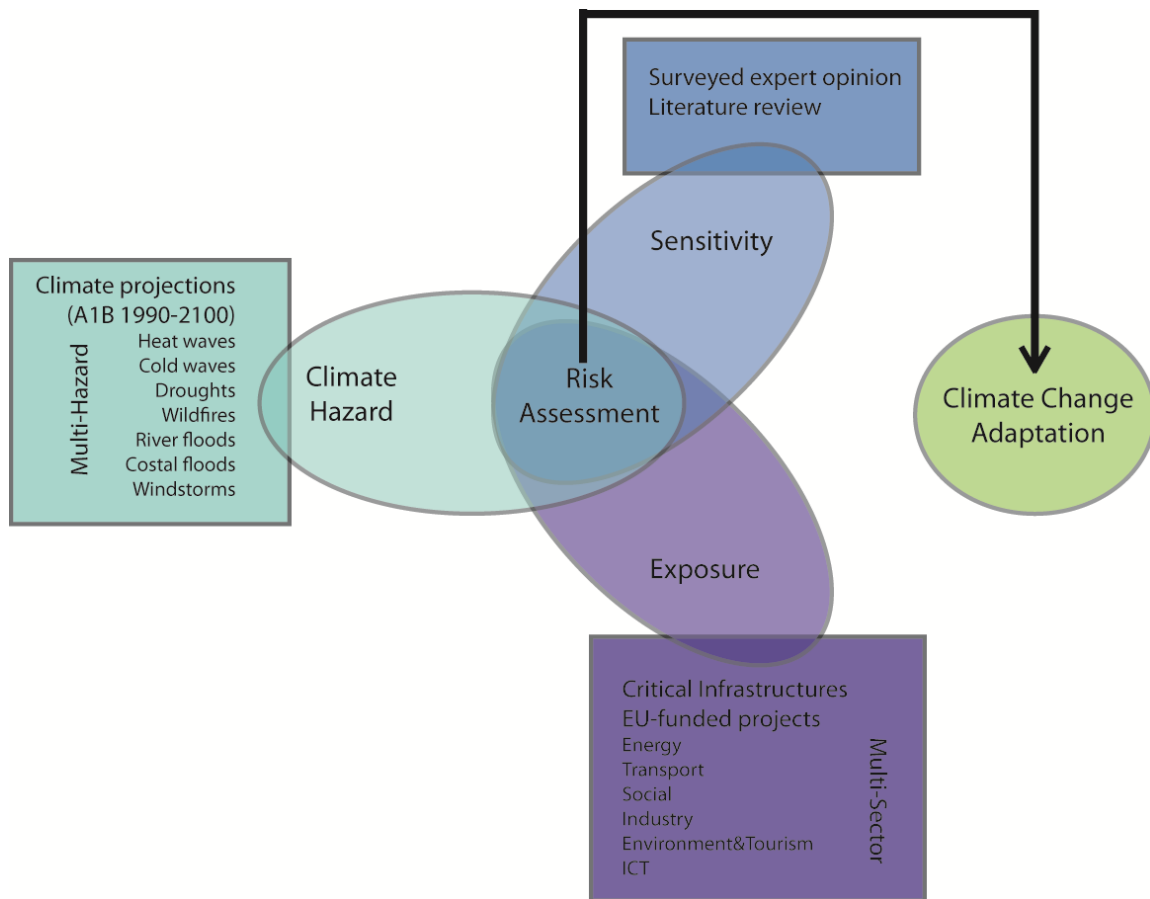 Surveyed expert opinion
Literature review
Sensitivity
Climate projections
(A1B 1990-2100)
Multi-Hazard
Heat waves
Cold waves
Droughts
Wildfires
River floods
Costal floods
Windstorms
Climate
Hazard
Risk
Assessment
Climate Change
Adaptation
Exposure
Critical Infrastructures
EU-funded projects
Energy
Transport
Social
Industry
Environment&Tourism
ICT
Multi-Sector